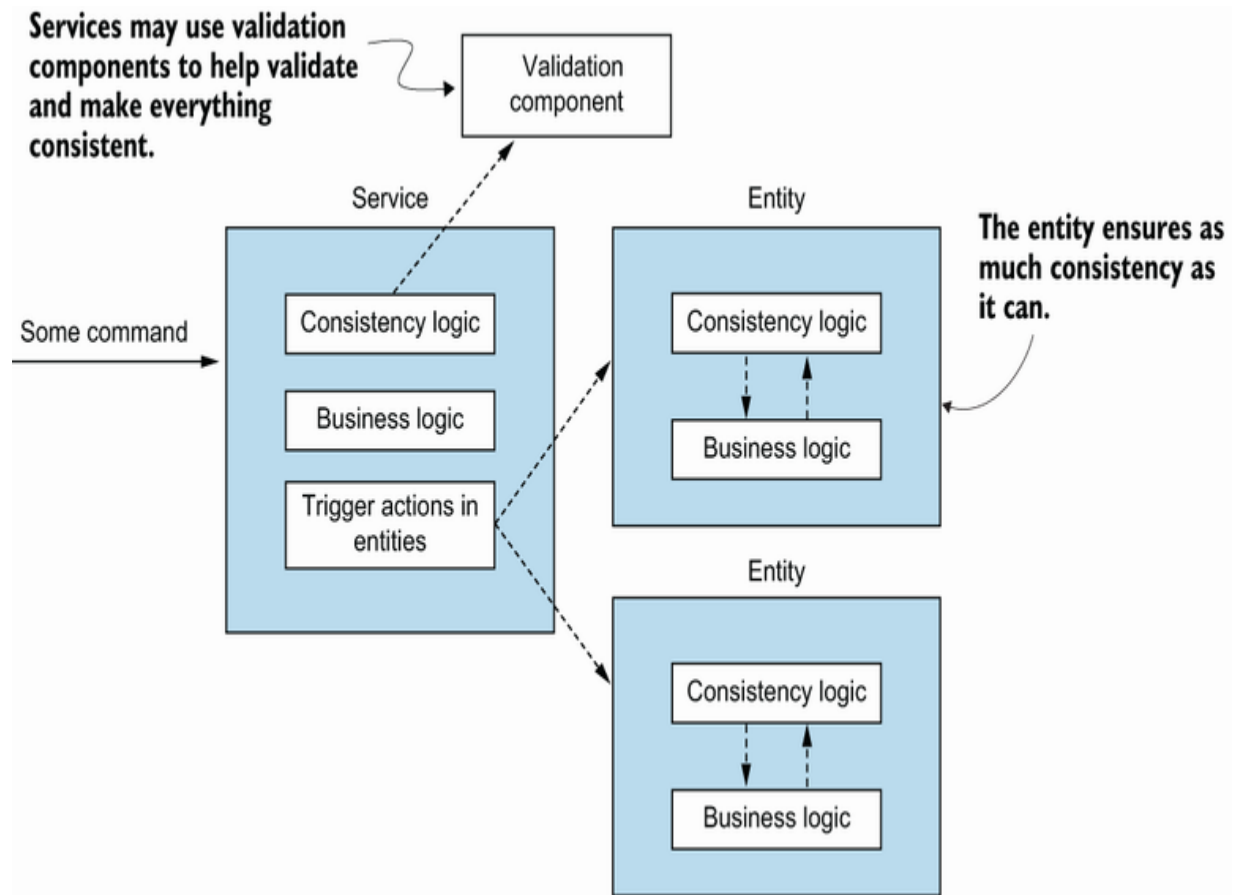 Services may use validation
components to help validate
and make everything
consistent.
Validation
component
Service
Entity
The entity ensures as
much consistency as
it can.
Some command
Consistency logic
Business logic
Trigger actions in
entities
Consistency logic
Business logic
Entity
Consistency logic
Business logic